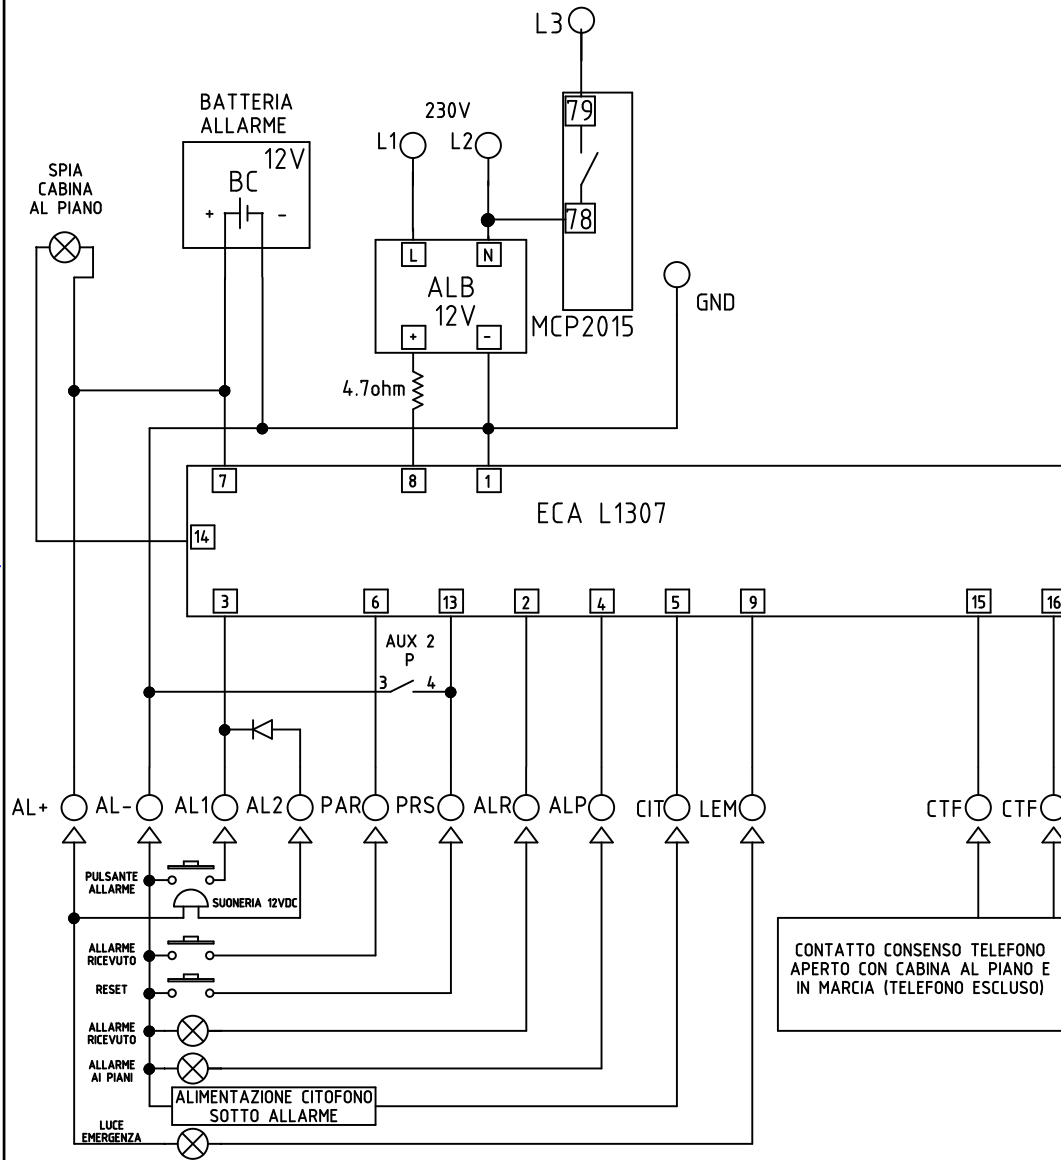 L3
79
78
MCP2015
BATTERIA
ALLARME
12V
BC
+ -
230V
L1 L2
L N
ALB
12V
+ -
SPIA
CABINA
AL PIANO
GND
4.7ohm
7 8 1
ECA L1307
14
3 6 13 2 4 5 9 15 16
AUX 2
P
3 4
AL+ AL- AL1 AL2 PAR PRS ALR ALP CIT LEM CTF CTF
PULSANTE
ALLARME
SUONERIA 12VDC
ALLARME
RICEVUTO
RESET
ALLARME
RICEVUTO
ALLARME
AI PIANI
ALIMENTAZIONE CITOFONO
SOTTO ALLARME
LUCE
EMERGENZA
CONTATTO CONSENSO TELEFONO
APERTO CON CABINA AL PIANO E
IN MARCIA (TELEFONO ESCLUSO)